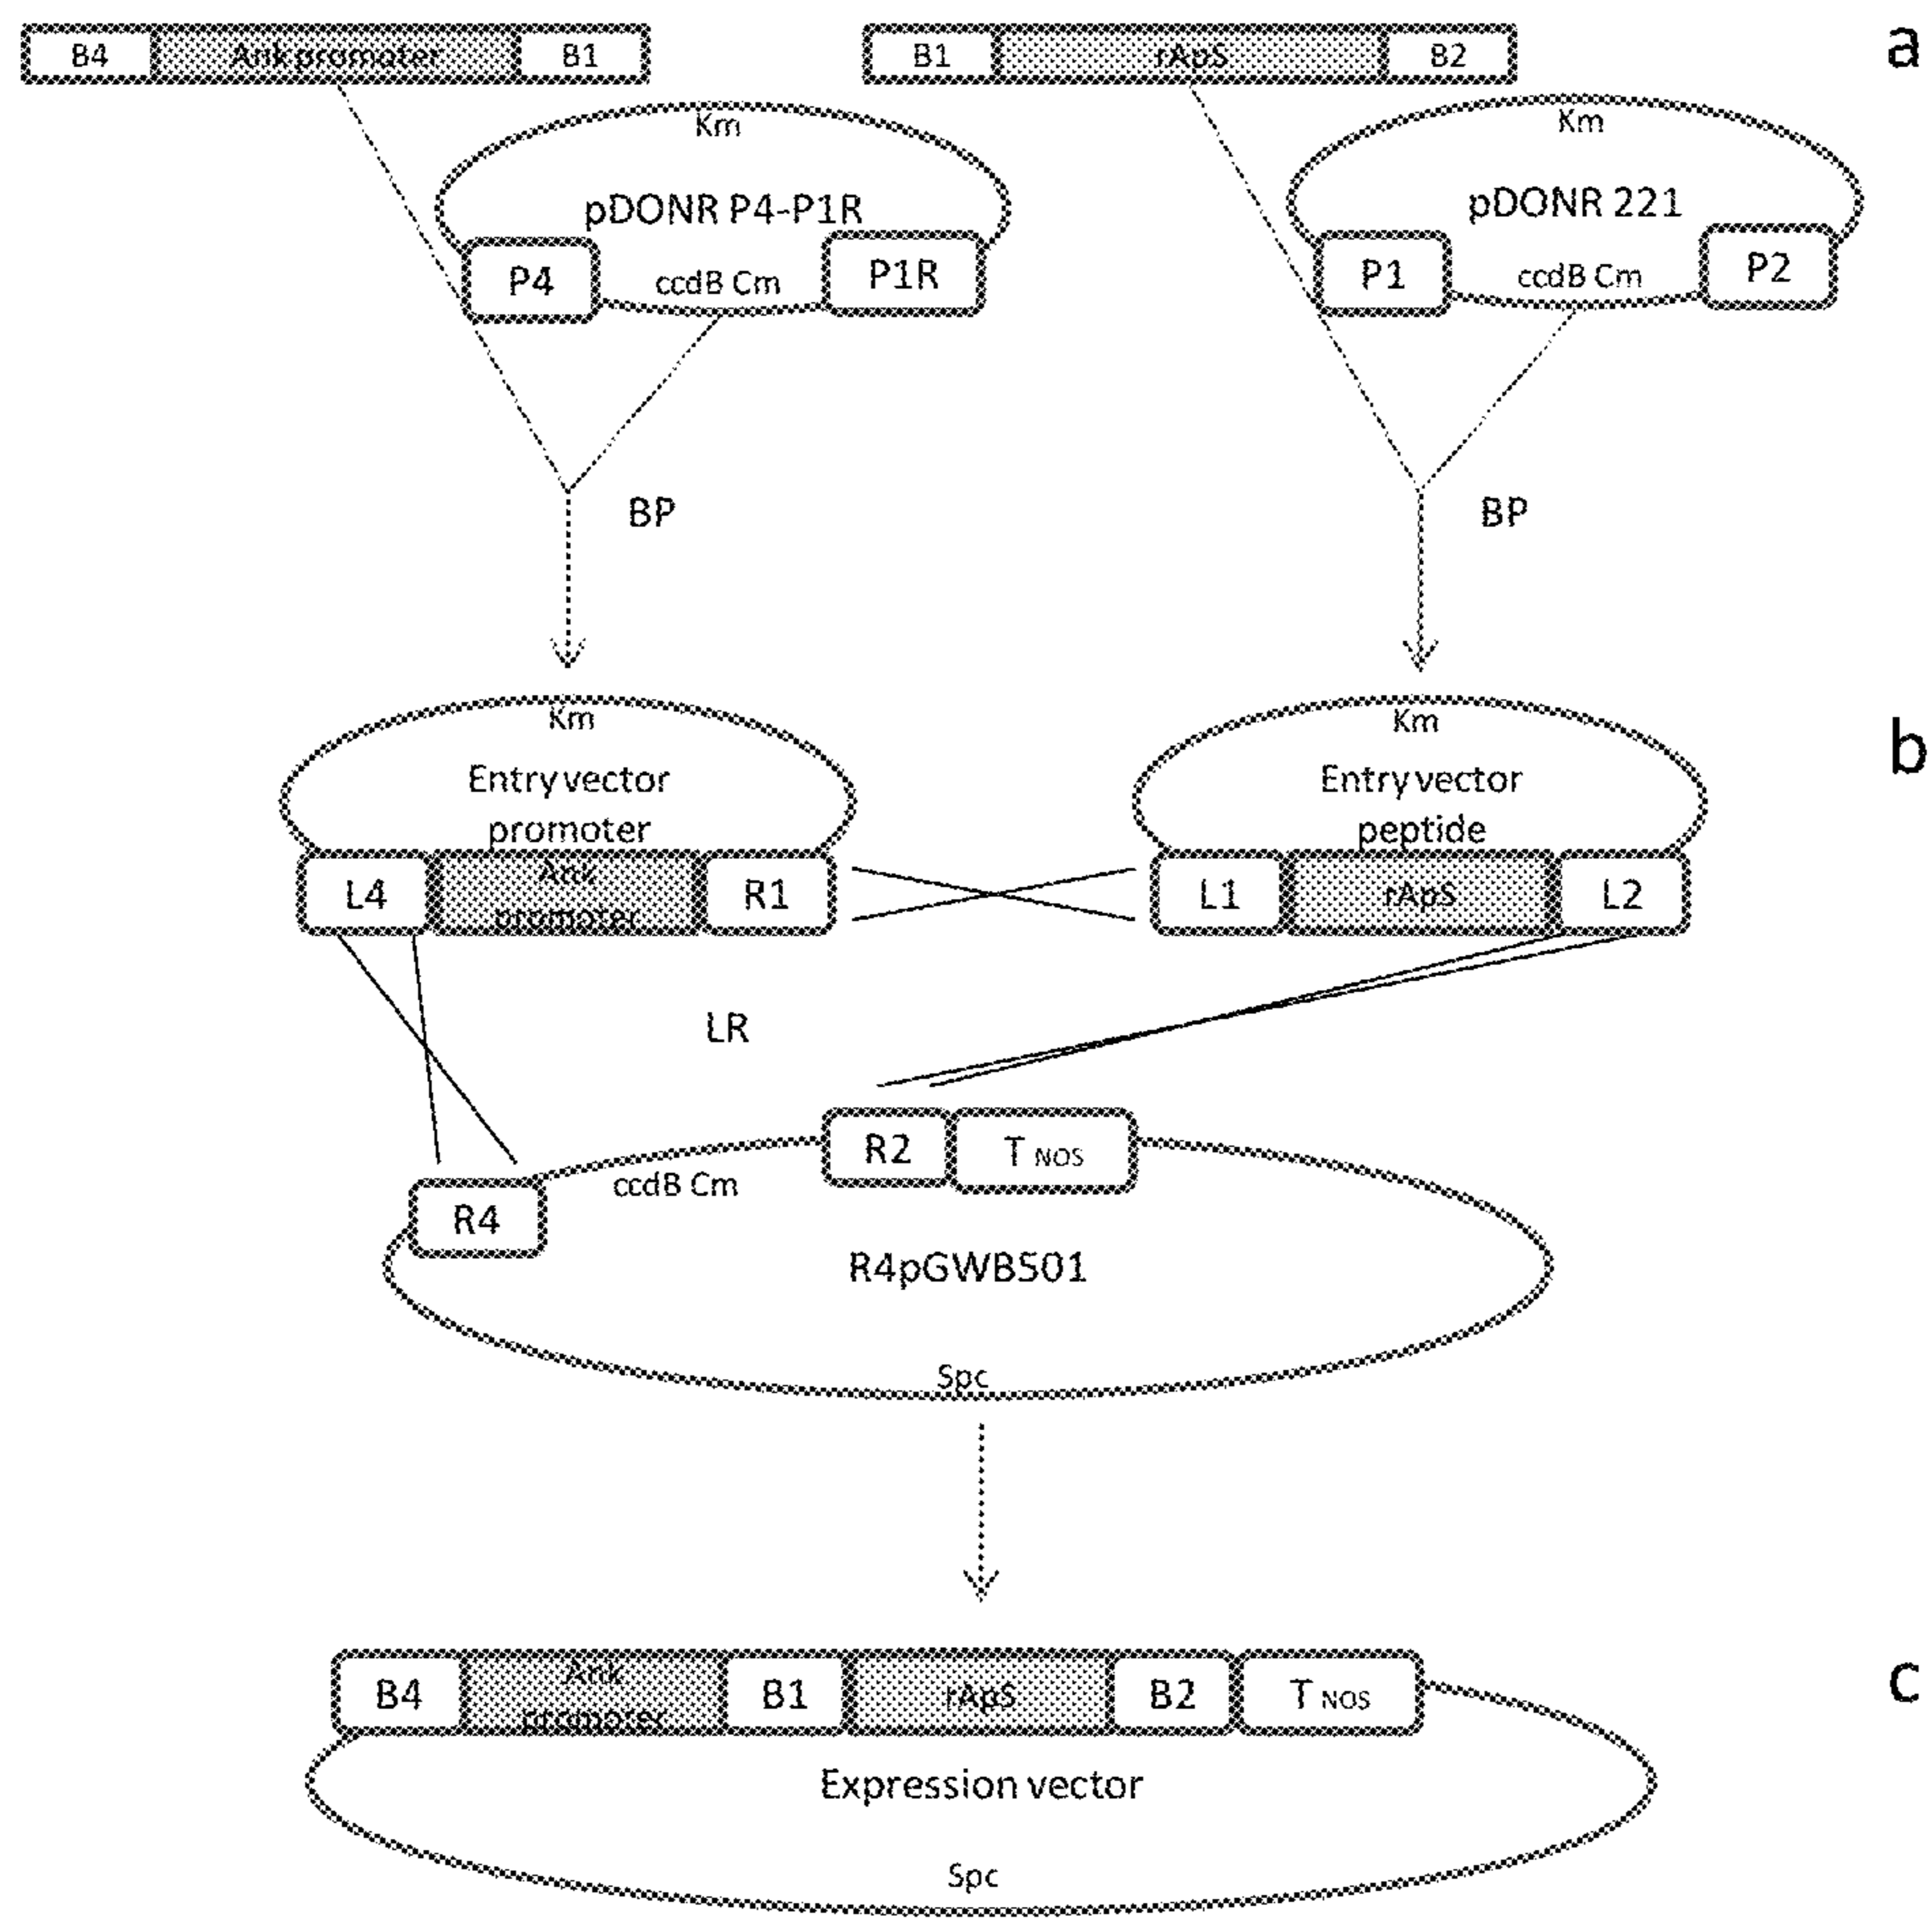 B4 Ank promoter B1 B1 rApS B2 a
Km Km
pDONR P4-P1R pDONR 221
P4 ccdB Cm P1R P1 ccdB Cm P2
BP BP
Km Km b
Entry vector Entry vector
promoter peptide
L4 Ank R1 L1 rApS L2
promoter
LR
R2 T NOS
ccdB Cm
R4
R4pGWB501
Spc
B4 Ank B1 rApS B2 T NOS c
promoter
Expression vector
Spc